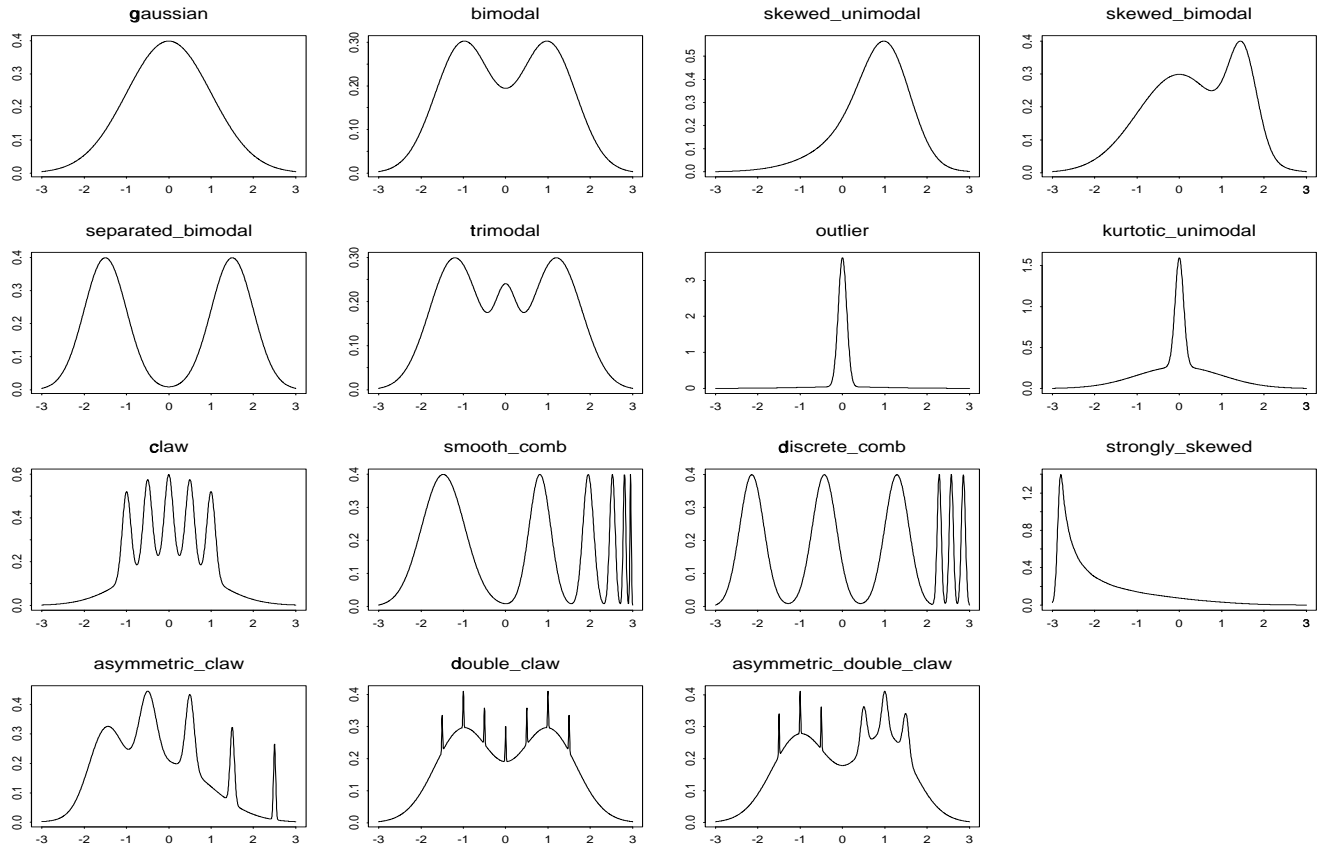 gaussian bimodal skewed_unimodal skewed_bimodal
0.0 0.1 0.2 0.3 0.4 0.00 0.10 0.20 0.30 0.0 0.1 0.2 0.3 0.4 0.5 0.0 0.1 0.2 0.3 0.4
-3 -2 -1 0 1 2 3 -3 -2 -1 0 1 2 3 -3 -2 -1 0 1 2 3 -3 -2 -1 0 1 2 3
separated_bimodal trimodal outlier kurtotic_unimodal
0.0 0.1 0.2 0.3 0.4 0.00 0.10 0.20 0.30 0 1 2 3 0.0 0.5 1.0 1.5
-3 -2 -1 0 1 2 3 -3 -2 -1 0 1 2 3 -3 -2 -1 0 1 2 3 -3 -2 -1 0 1 2 3
claw smooth_comb discrete_comb strongly_skewed
0.0 0.2 0.4 0.6 0.0 0.1 0.2 0.3 0.4 0.0 0.1 0.2 0.3 0.4 0.0 0.4 0.8 1.2
-3 -2 -1 0 1 2 3 -3 -2 -1 0 1 2 3 -3 -2 -1 0 1 2 3 -3 -2 -1 0 1 2 3
asymmetric_claw double_claw asymmetric_double_claw
0.0 0.1 0.2 0.3 0.4 0.0 0.1 0.2 0.3 0.4 0.0 0.1 0.2 0.3 0.4
-3 -2 -1 0 1 2 3 -3 -2 -1 0 1 2 3 -3 -2 -1 0 1 2 3